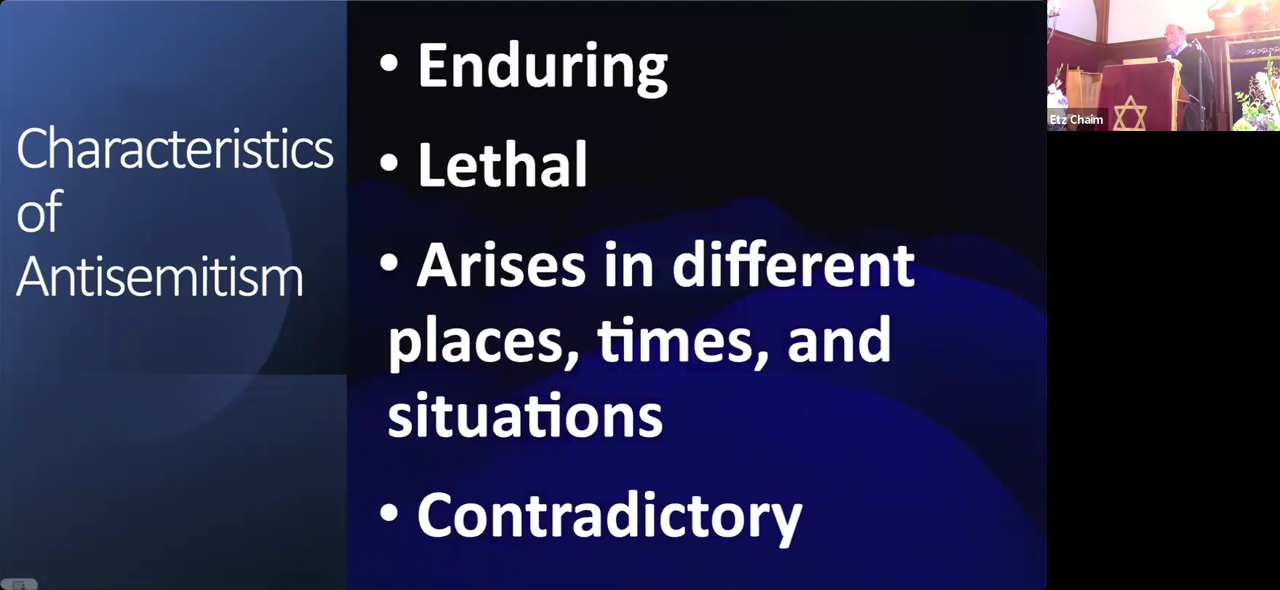 Characteristics
of
Antisemitism
• Enduring
• Lethal
• Arises in different
places, times, and
situations
• Contradictory
Etz Chaim